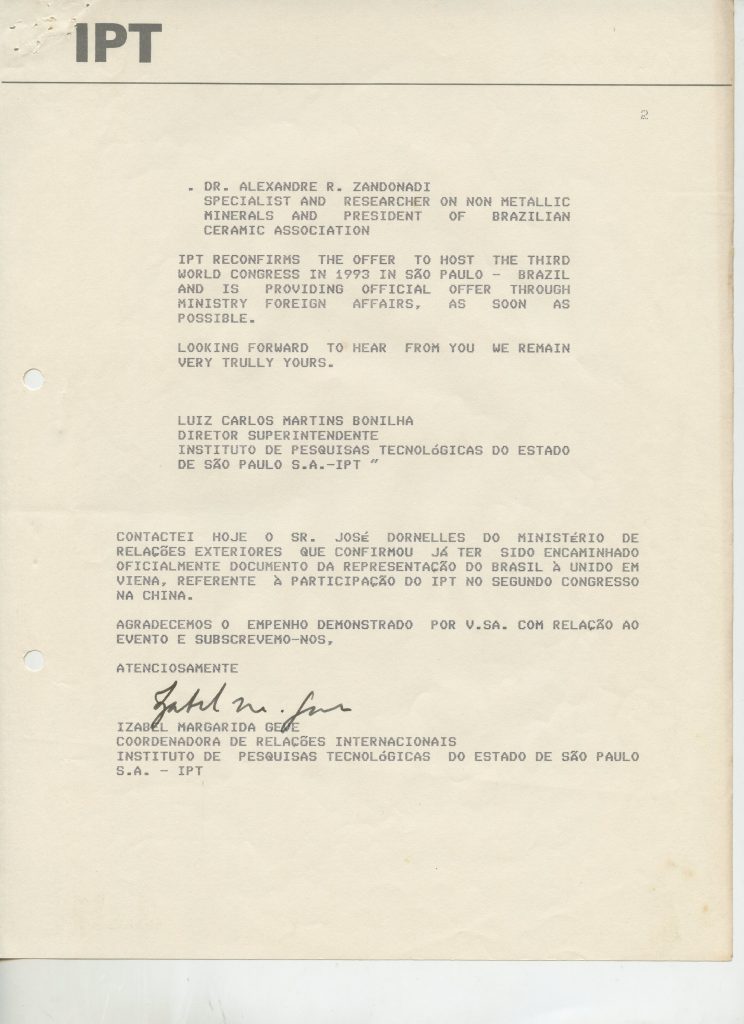 IPT
2
. DR. ALEXANDRE R. ZANDONADI
SPECIALIST AND RESEARCHER ON NON METALLIC
MINERALS AND PRESIDENT OF BRAZILIAN
CERAMIC ASSOCIATION
IPT RECONFIRMS THE OFFER TO HOST THE THIRD
WORLD CONGRESS IN 1993 IN SÃO PAULO - BRAZIL
AND IS PROVIDING OFFICIAL OFFER THROUGH
MINISTRY FOREIGN AFFAIRS, AS SOON AS
POSSIBLE.
LOOKING FORWARD TO HEAR FROM YOU WE REMAIN
VERY TRULLY YOURS.
LUIZ CARLOS MARTINS BONILHA
DIRETOR SUPERINTENDENTE
INSTITUTO DE PESQUISAS TECNOLóGICAS DO ESTADO
DE SÃO PAULO S.A.-IPT "
CONTACTEI HOJE O SR. JOSÉ DORNELLES DO MINISTÉRIO DE
RELAÇÕES EXTERIORES QUE CONFIRMOU JÁ TER SIDO ENCAMINHADO
OFICIALMENTE DOCUMENTO DA REPRESENTAÇÃO DO BRASIL À UNIDO EM
VIENA, REFERENTE À PARTICIPAÇÃO DO IPT NO SEGUNDO CONGRESSO
NA CHINA.
AGRADECEMOS O EMPENHO DEMONSTRADO POR V.SA. COM RELAÇÃO AO
EVENTO E SUBSCREVEMO-NOS,
ATENCIOSAMENTE
IZABEL MARGARIDA
COORDENADORA DE RELAÇÕES INTERNACIONAIS
INSTITUTO DE PESQUISAS TECNOLóGICAS DO ESTADO DE SÃO PAULO
S.A. - IPT